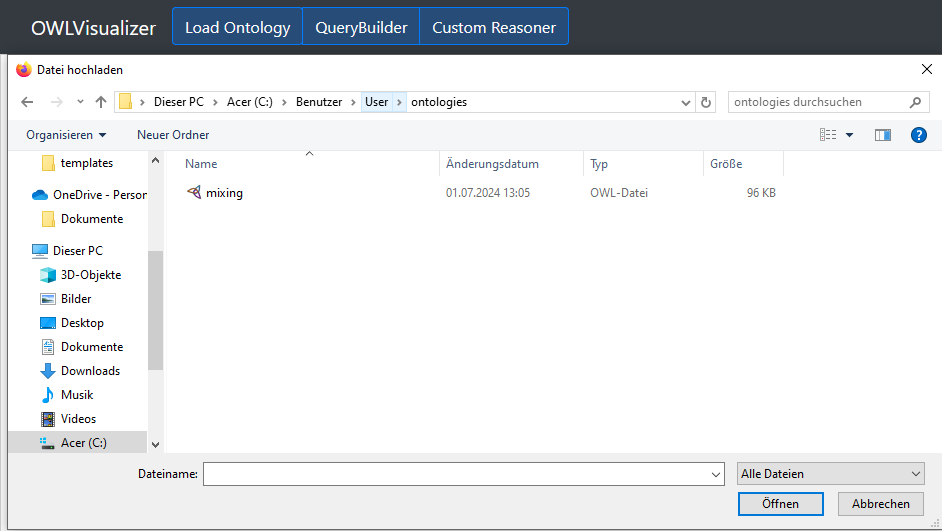 OWLVisualizer Load Ontology QueryBuilder Custom Reasoner
Datei hochladen
Dieser PC Acer (C:) Benutzer User ontologies ontologies durchsuchen
Organisieren Neuer Ordner
Name Änderungsdatum Typ Größe
mixing 01.07.2024 13:05 OWL-Datei 96 KB
templates
OneDrive - Person
Dokumente
Dieser PC
3D-Objekte
Bilder
Desktop
Dokumente
Downloads
Musik
Videos
Acer (C:)
Dateiname: Alle Dateien
Öffnen Abbrechen